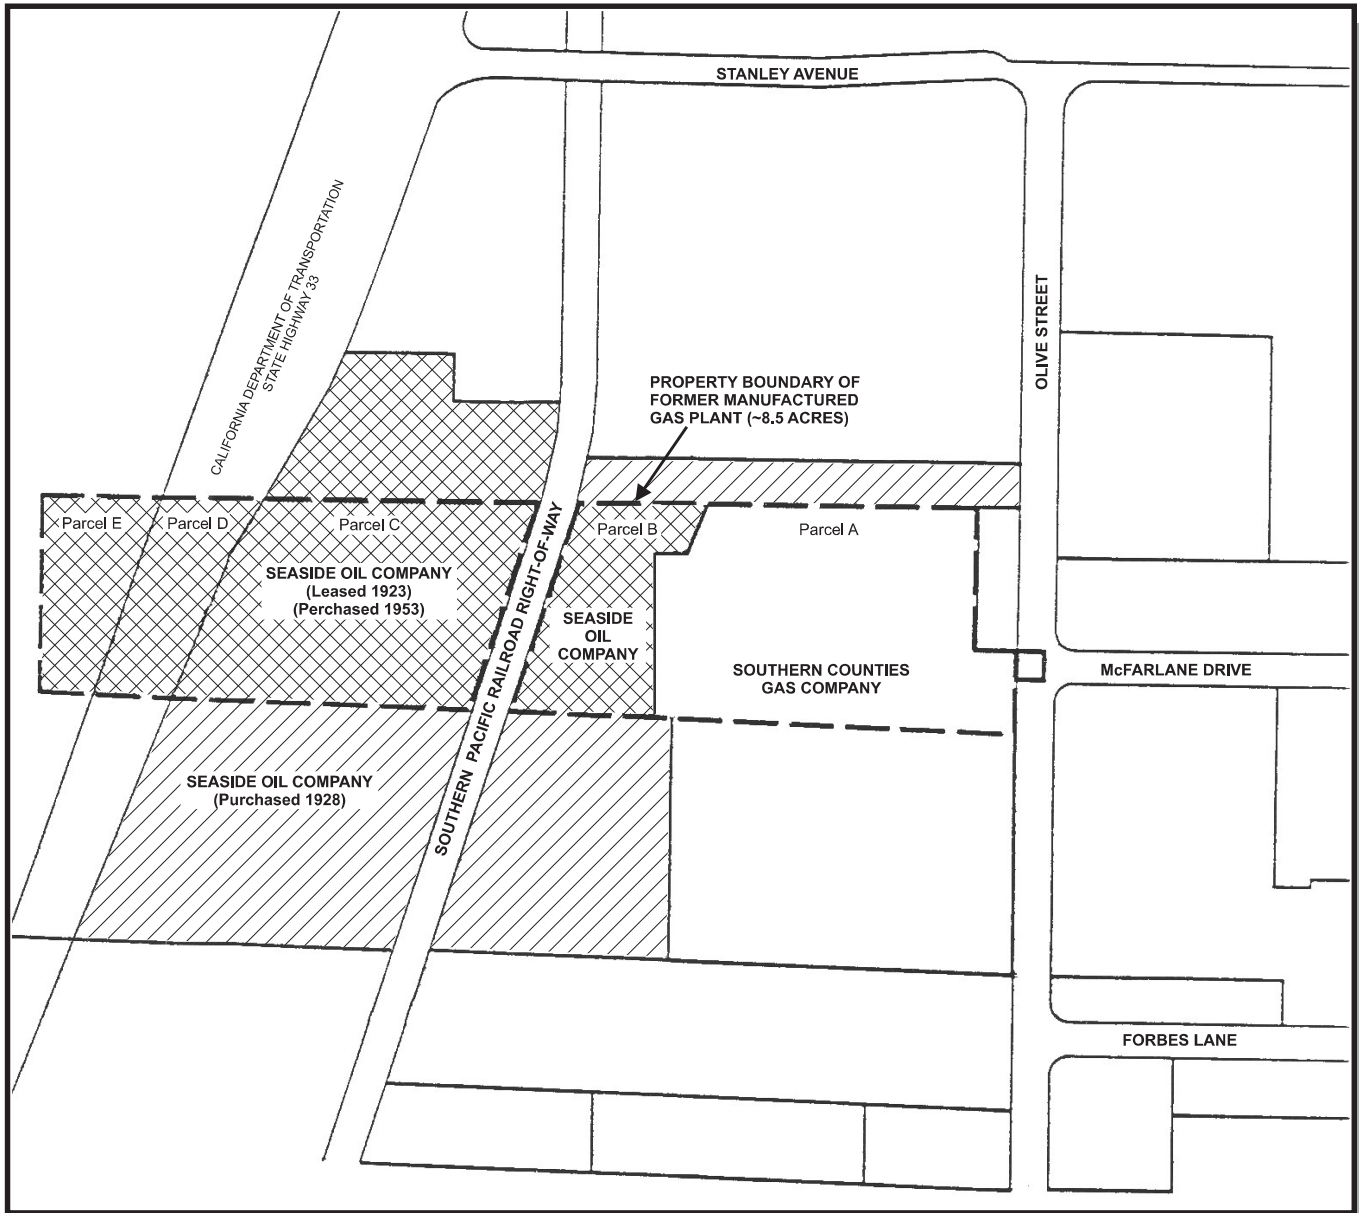 STANLEY AVENUE
CALIFORNIA DEPARTMENT OF TRANSPORTATION
STATE HIGHWAY 33
OLIVE STREET
PROPERTY BOUNDARY OF
FORMER MANUFACTURED
GAS PLANT (~8.5 ACRES)
Parcel E
Parcel D
Parcel C
Parcel B
Parcel A
SEASIDE OIL COMPANY
(Leased 1923)
(Perchased 1953)
SOUTHERN PACIFIC RAILROAD RIGHT-OF-WAY
SEASIDE
OIL
COMPANY
SOUTHERN COUNTIES
GAS COMPANY
McFARLANE DRIVE
SEASIDE OIL COMPANY
(Purchased 1928)
FORBES LANE